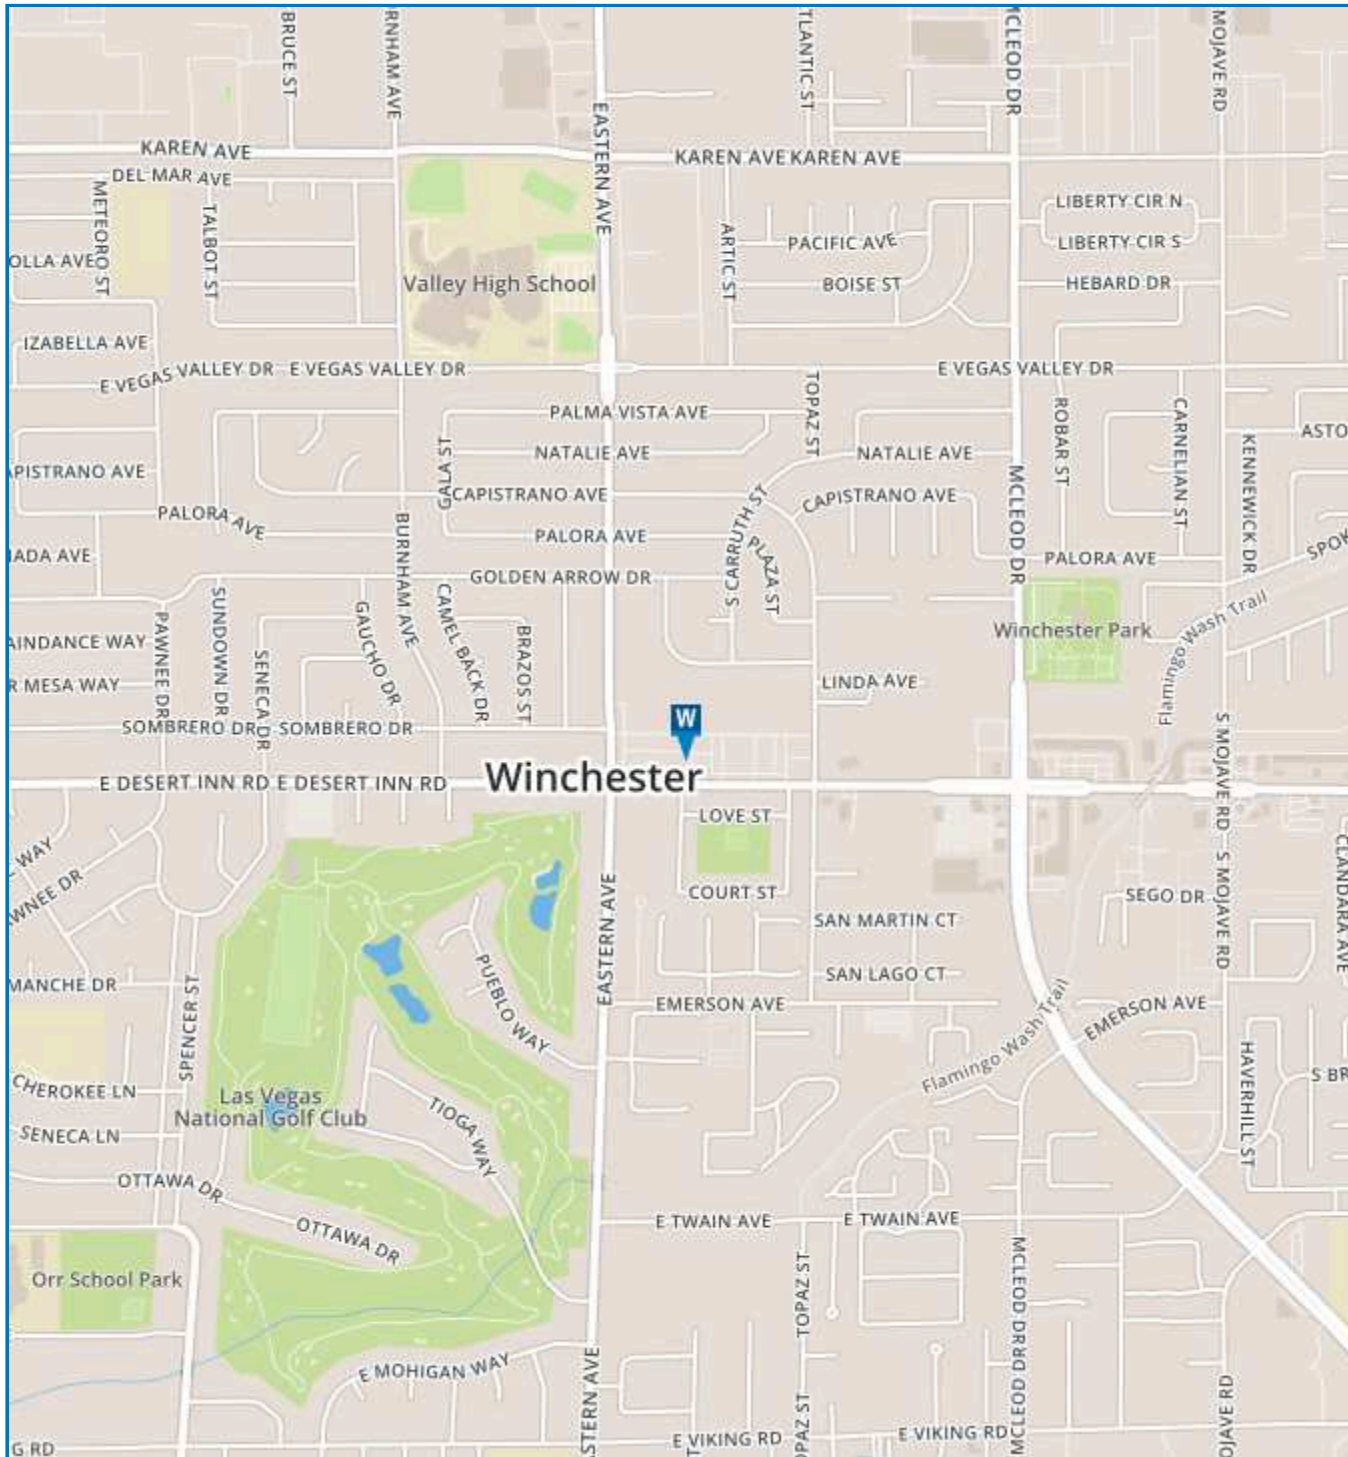 BRUCE ST
RNHAM AVE
EASTERN AVE
TLANTIC ST
MCLEOD DR
MOJAVE RD
KAREN AVE
KAREN AVE KAREN AVE
DEL MAR AVE
METEORO ST
TALBOT ST
LIBERTY CIR N
ARTIC ST
PACIFIC AVE
LIBERTY CIR S
OLLA AVE
Valley High School
BOISE ST
HEBARD DR
IZABELLA AVE
E VEGAS VALLEY DR
E VEGAS VALLEY DR
E VEGAS VALLEY DR
TOPAZ ST
ROBAR ST
CARNELIAN ST
PALMA VISTA AVE
ASTO
GALA ST
NATALIE AVE
NATALIE AVE
KENNEWICK DR
APISTRANO AVE
CAPISTRANO AVE
CAPISTRANO AVE
MCLEOD DR
S CARRUTH ST
PALORA AVE
BURNHAM AVE
PALORA AVE
PLAZA ST
SPOK
PALORA AVE
NADA AVE
GOLDEN ARROW DR
SUNDOWN DR
GAUCHO DR
CAMEL BACK DR
Flamingo Wash Trail
PAWNEE DR
AINDANCE WAY
SENECA DR
BRAZOS ST
Winchester Park
R MESA WAY
LINDA AVE
SOMBRERO DR
SOMBRERO DR
W
S MOJAVE RD
E DESERT INN RD
E DESERT INN RD
Winchester
LOVE ST
E WAY
WNEE DR
COURT ST
SEGO DR
S MOJAVE RD
CLANDARA AVE
EASTERN AVE
SAN MARTIN CT
SAN LAGO CT
MANCHE DR
SPENCER ST
PUEBLO WAY
EMERSON AVE
EMERSON AVE
Flamingo Wash Trail
HAVERHILL ST
CHEROKEE LN
Las Vegas
National Golf Club
TIOGA WAY
S BR
SENECA LN
OTTAWA DR
OTTAWA DR
E TWAIN AVE
E TWAIN AVE
TOPAZ ST
MCLEOD DR
Orr School Park
E MOHIGAN WAY
STERN AVE
OPAZ ST
MCLEOD DR
OJAVE RD
G RD
E VIKING RD
E VIKING RD